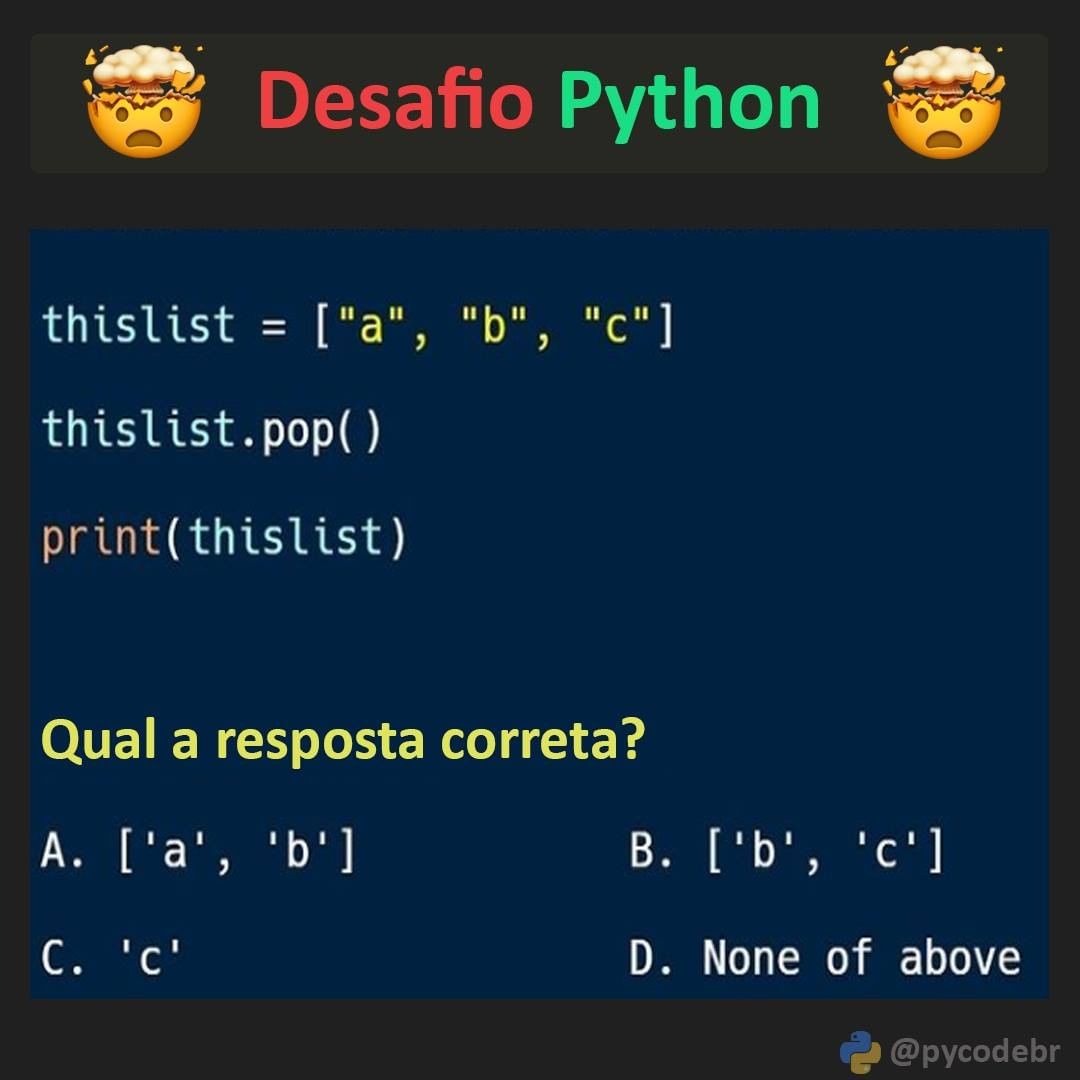 Desafio Python
thislist = ["a", "b", "c"]
thislist.pop()
print(thislist)
Qual a resposta correta?
A. ['a', 'b']
B. ['b', 'c']
C. 'c'
D. None of above
@pycodebr